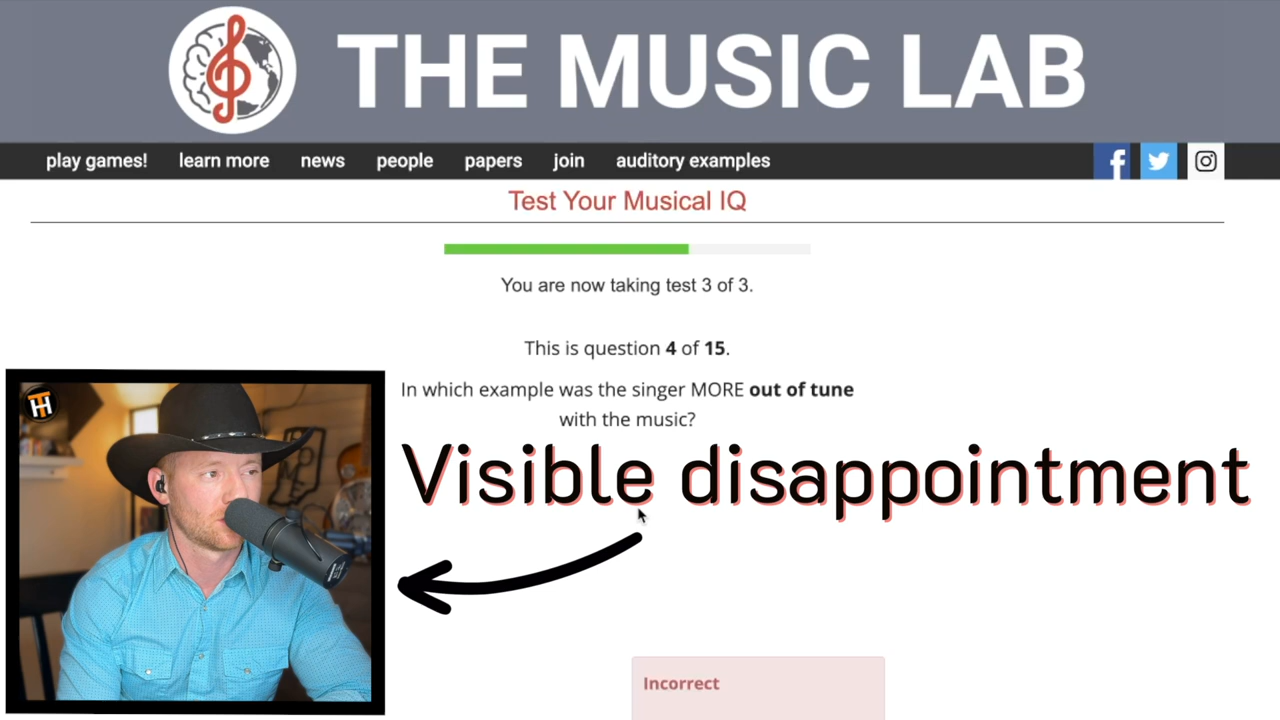 THE MUSIC LAB
play games! learn more news people papers join auditory examples
Test Your Musical IQ
You are now taking test 3 of 3.
This is question 4 of 15.
In which example was the singer MORE out of tune
with the music?
Visible disappointment
Incorrect